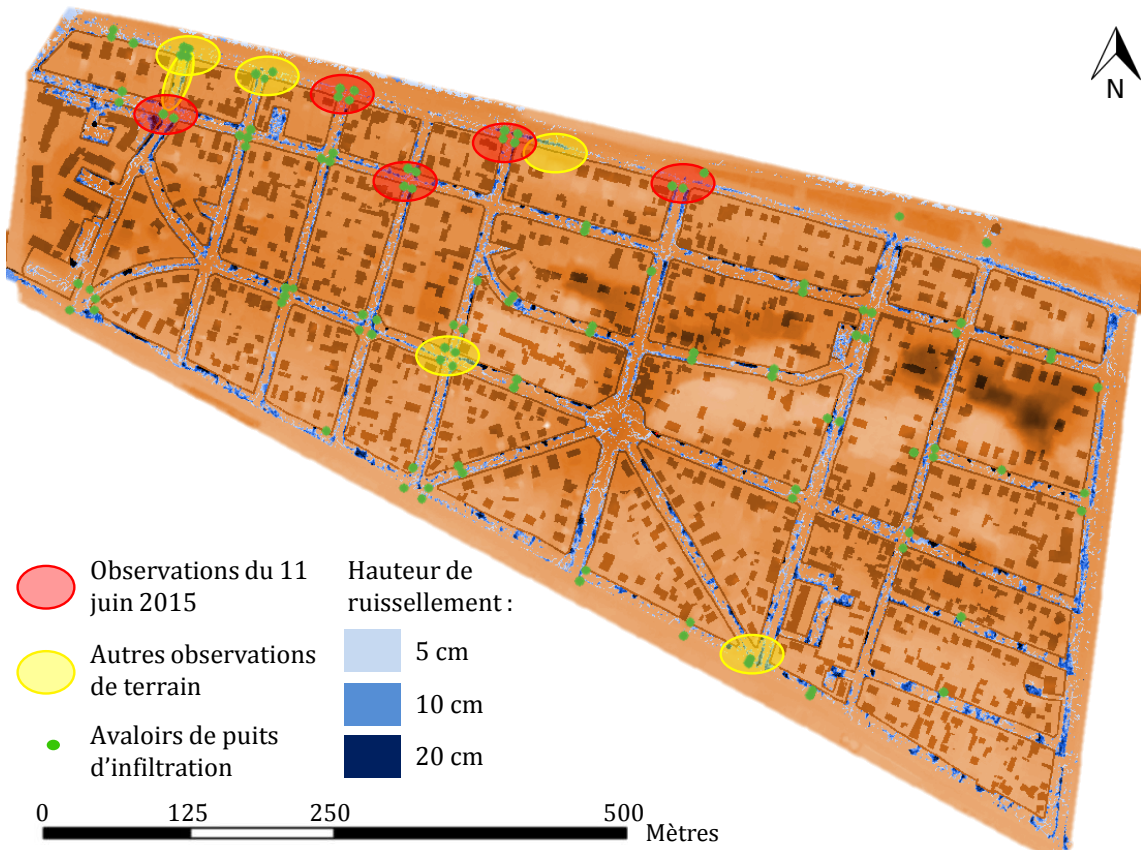 N
Observations du 11
juin 2015
Autres observations
de terrain
Avaloirs de puits
d'infiltration
Hauteur de
ruissellement :
5 cm
10 cm
20 cm
0 125 250 500
Mètres